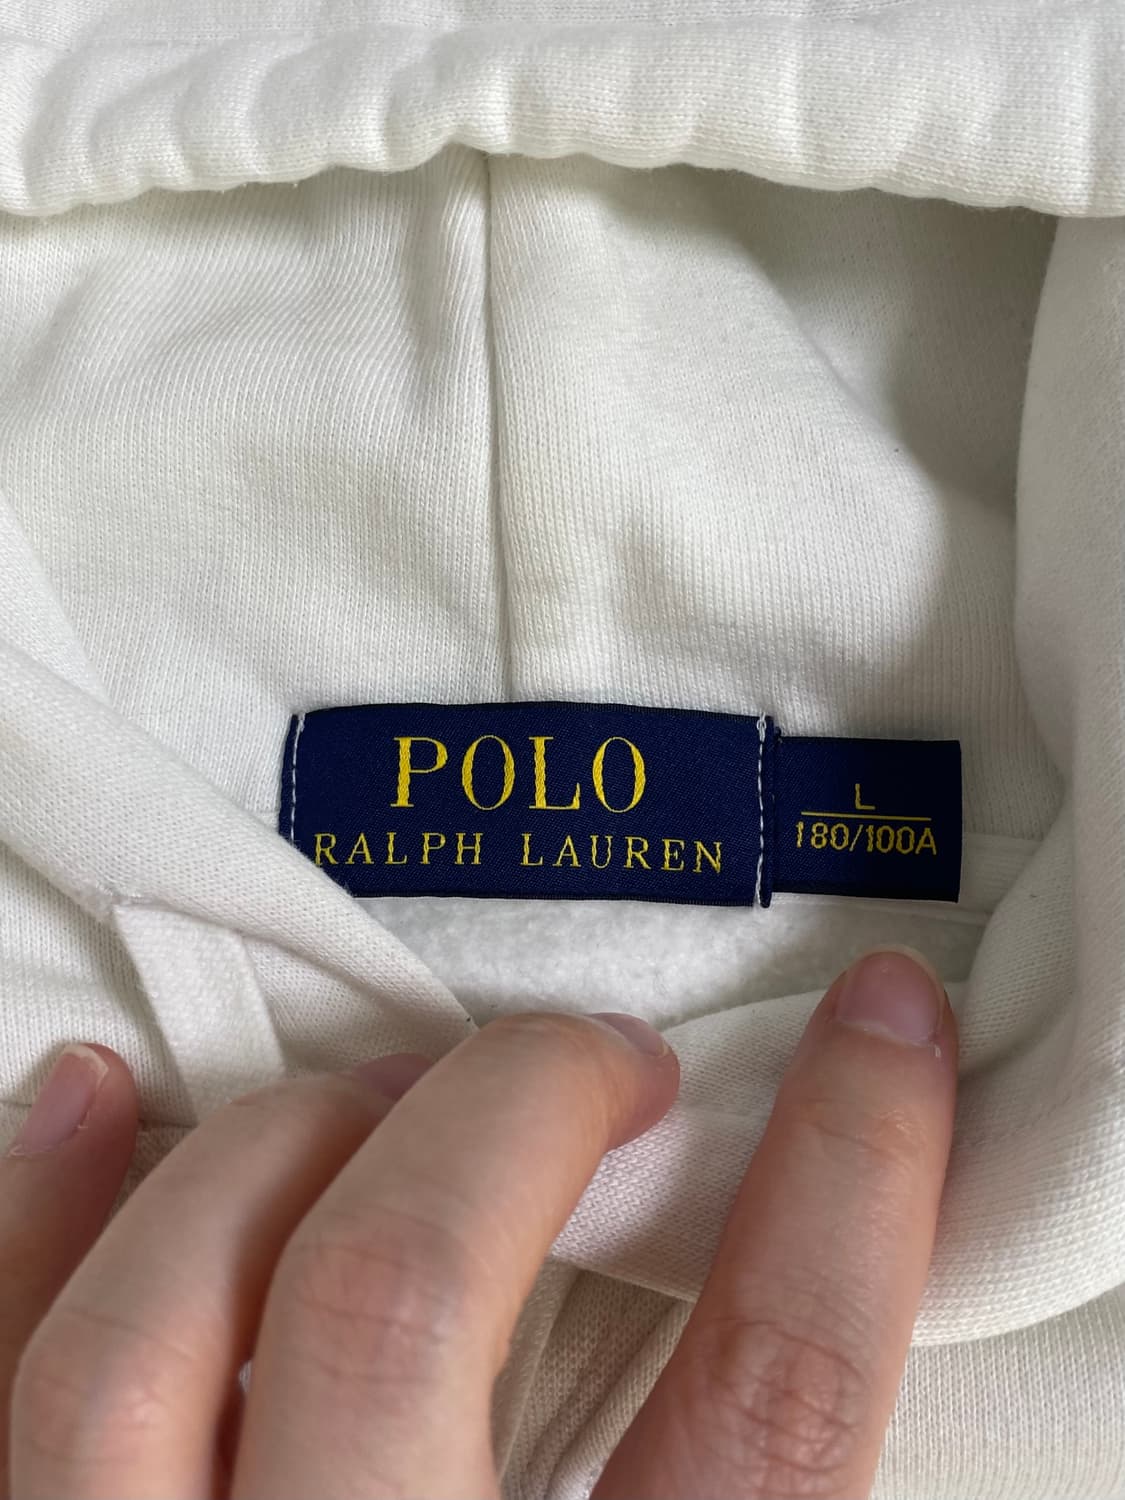 POLO
RALPH LAUREN
L
180/100A